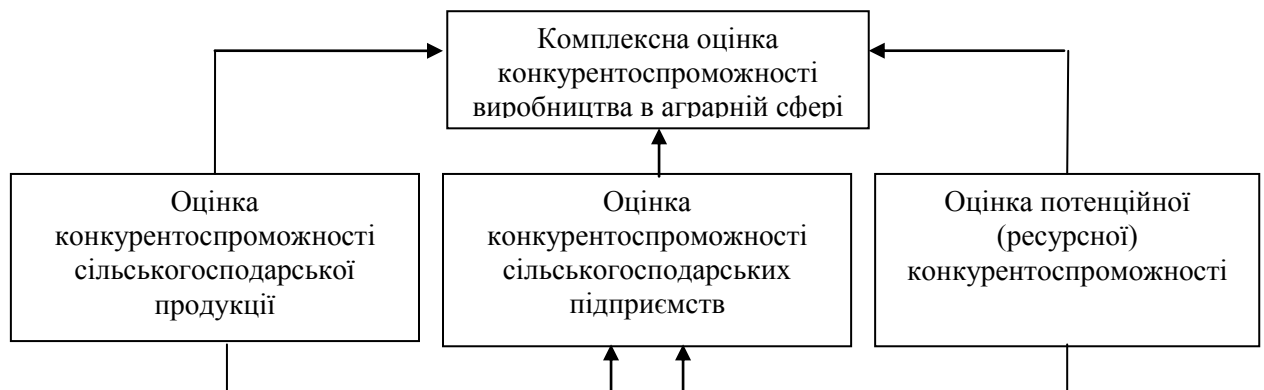 Комплексна оцінка
конкурентоспроможності
виробництва в аграрній сфері
Оцінка
конкурентоспроможності
сільськогосподарської
продукції
Оцінка
конкурентоспроможності
сільськогосподарських
підприємств
Оцінка потенційної
(ресурсної)
конкурентоспроможності